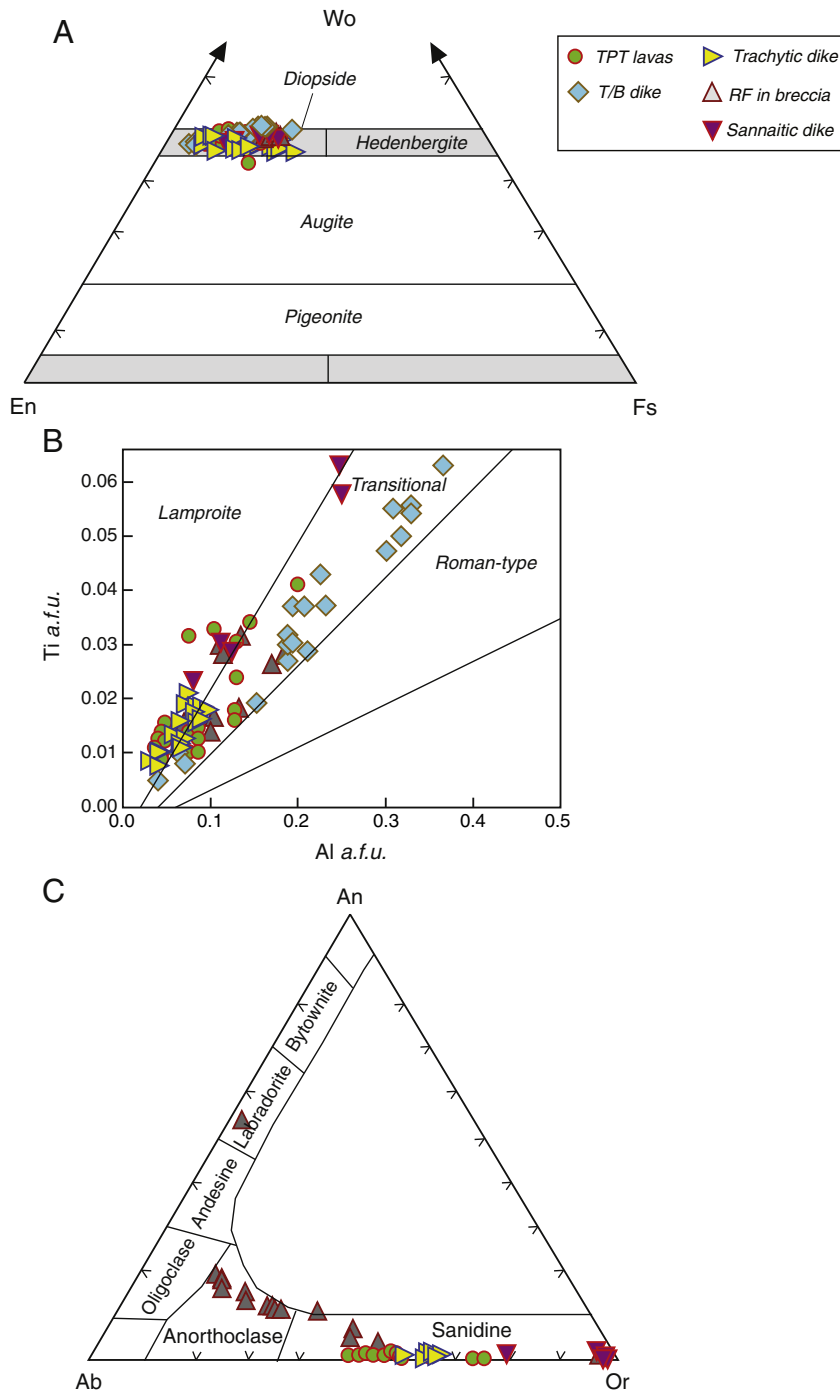 A
Wo
Diopside
Hedenbergite
Augite
Pigeonite
En
Fs
TPT lavas
Trachytic dike
T/B dike
RF in breccia
Sannaitic dike
B
0.06
0.05
0.04
0.03
0.02
0.01
0.00
Ti a.f.u.
Lamproite
Transitional
Roman-type
0.0
0.1
0.2
0.3
0.4
0.5
Al a.f.u.
C
An
Bytownite
Labradorite
Andesine
Oligoclase
Anorthoclase
Sanidine
Ab
Or